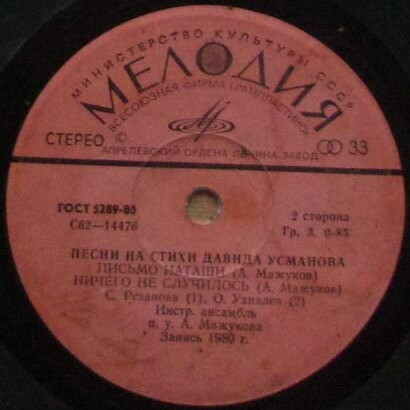 МИНИСТЕРСТВО КУЛЬТУРЫ СССР
МЕЛОДИЯ
ВСЕСОЮЗНАЯ ФИРМА ГРАМПЛАСТИНОК
СТЕРЕО
33
АПРЕЛЕВСКИЙ ОРДЕНА ЛЕНИНА ЗАВОД
ГОСТ 5289-80
С62—14476
2 сторона
Гр. 3. 0-85
ПЕСНИ НА СТИХИ ДАВИДА УСМАНОВА
ПИСЬМО НАТАШИ (А. Мажуков)
НИЧЕГО НЕ СЛУЧИЛОСЬ (А. Мажуков)
С. Резанова (1), О. Ухналев (2)
Инстр. ансамбль
п. у. А. Мажукова
Запись 1980 г.